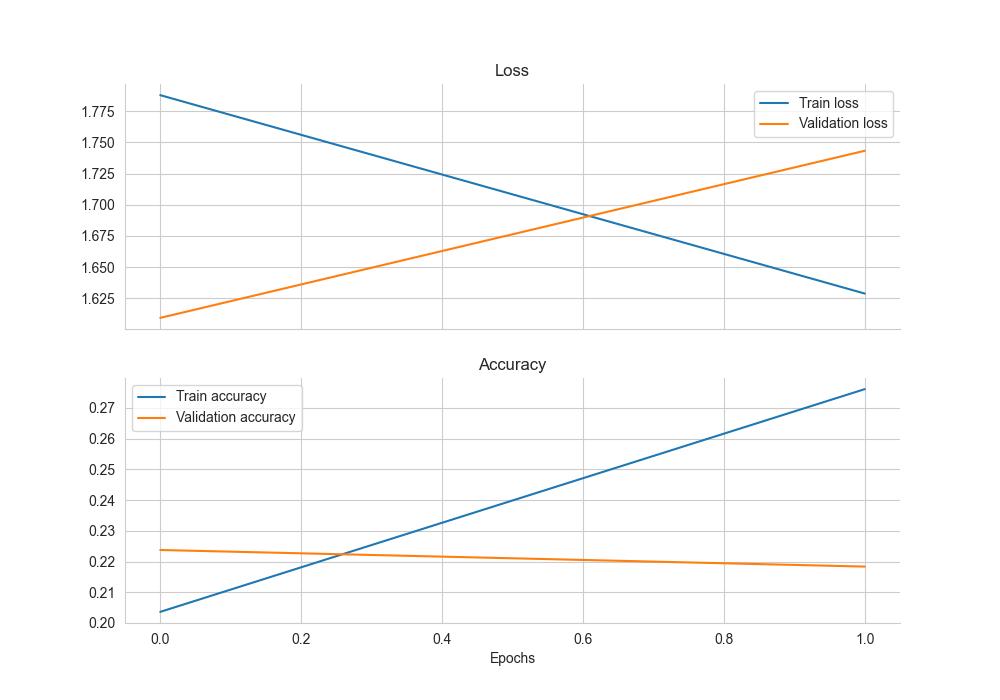 Loss
1.775
1.750
1.725
1.700
1.675
1.650
1.625
Train loss
Validation loss
Accuracy
0.27
0.26
0.25
0.24
0.23
0.22
0.21
0.20
Train accuracy
Validation accuracy
0.0 0.2 0.4 0.6 0.8 1.0
Epochs